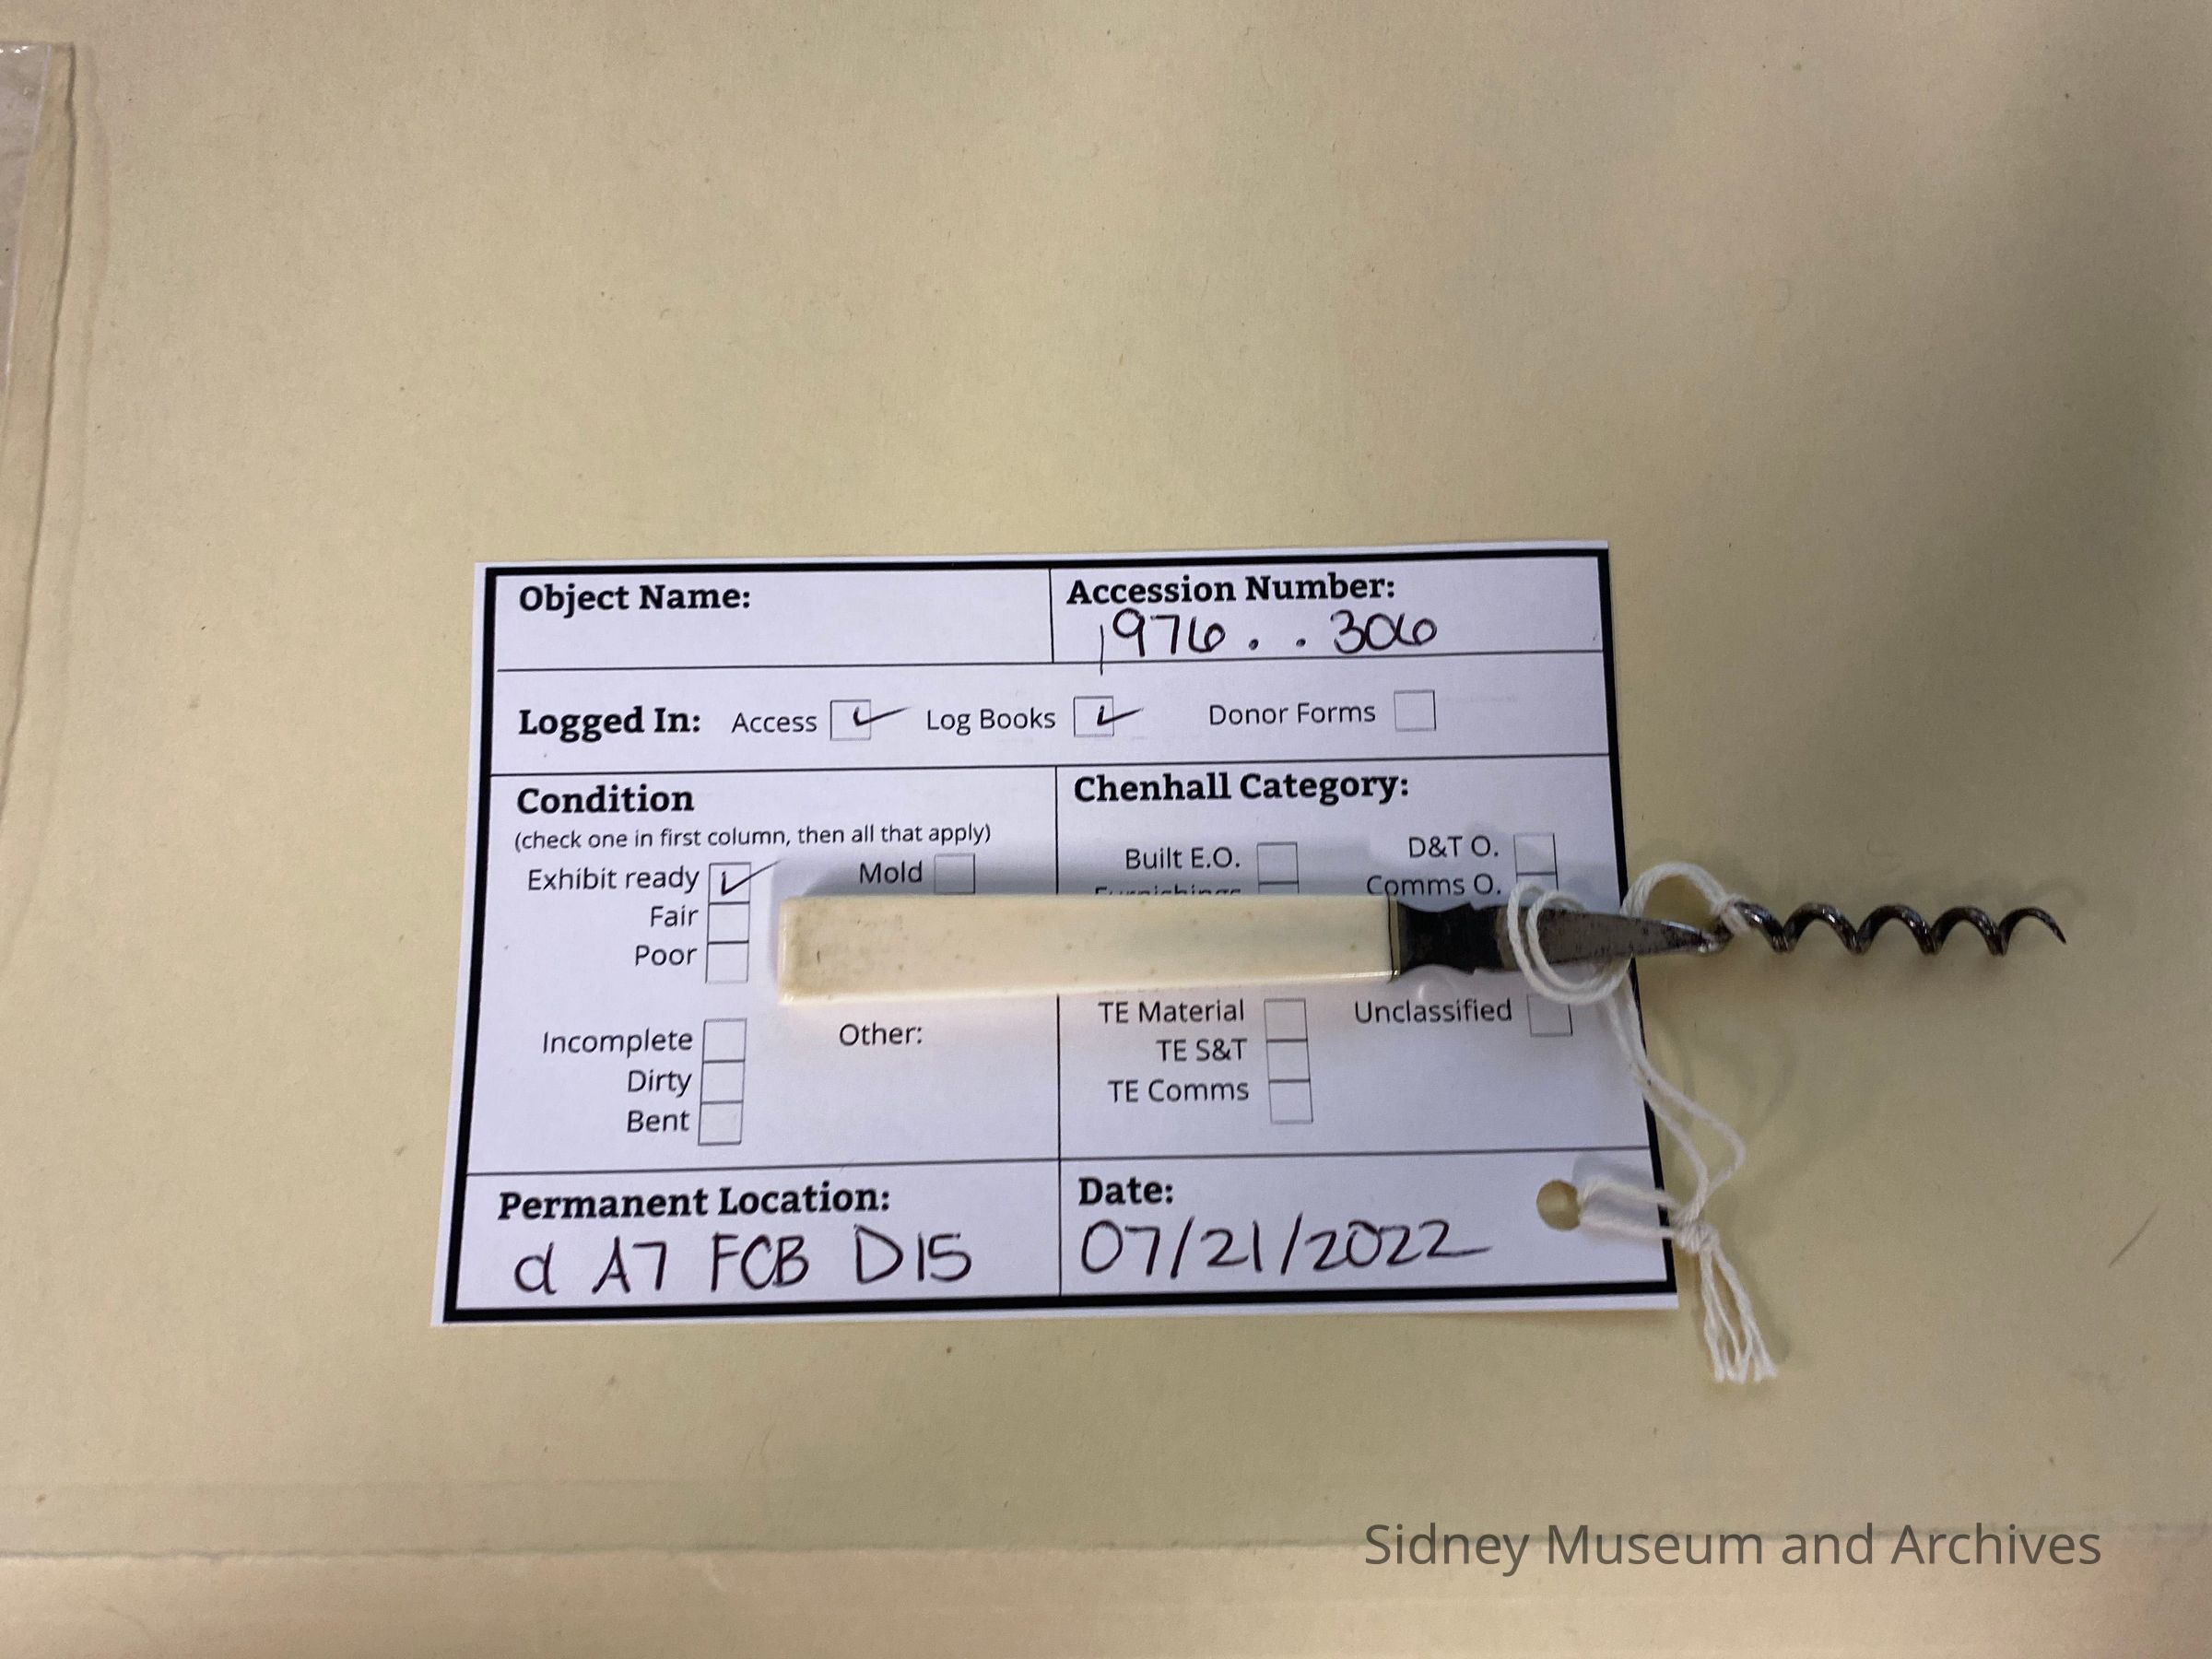 Object Name:
Accession Number:
1976..306
Logged In: Access Log Books Donor Forms
Condition
(check one in first column, then all that apply)
Exhibit ready Mold
Fair
Poor
Incomplete Other:
Dirty
Bent
Chenhall Category:
Built E.O. D&T O.
Furnishings Comms O.
TE Material Unclassified
TE S&T
TE Comms
Permanent Location:
d A7 FCB D15
Date:
07/21/2022
Sidney Museum and Archives